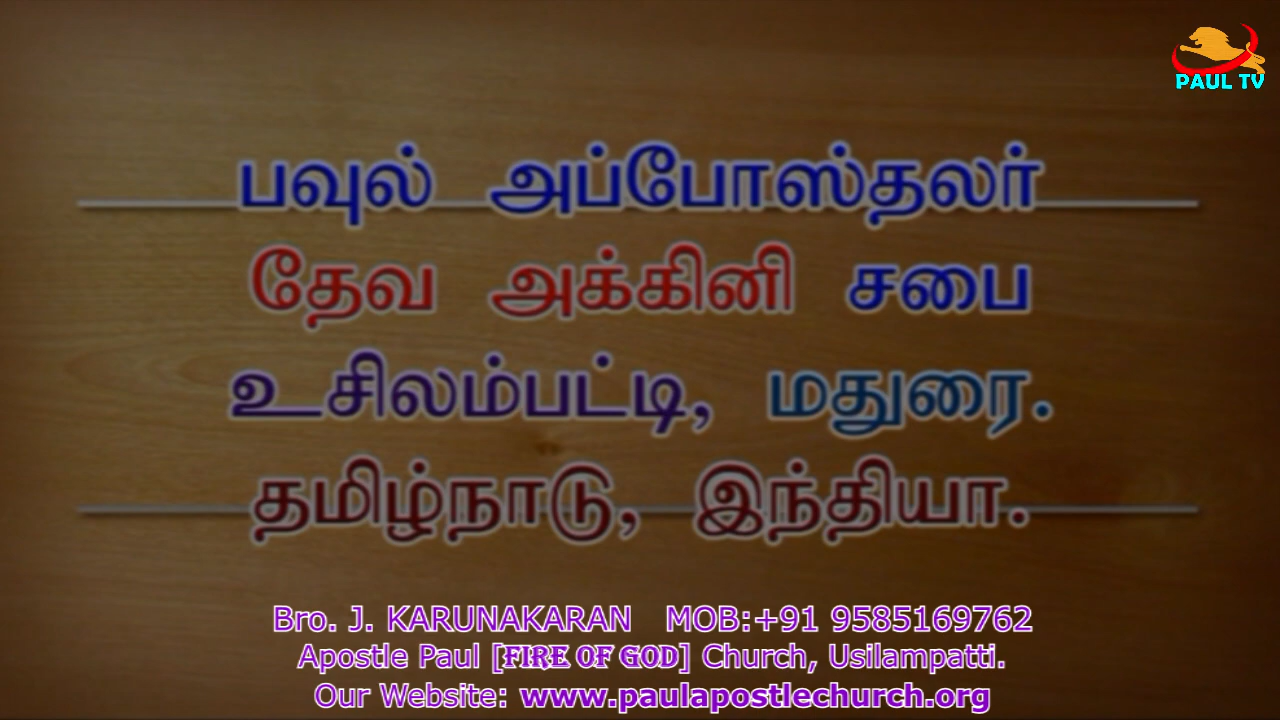 PAUL TV
பவுல் அப்போஸ்தலர்
தேவ அக்கினி சபை
உசிலம்பட்டி, மதுரை.
தமிழ்நாடு, இந்தியா.
Bro. J. KARUNAKARAN MOB:+91 9585169762
Apostle Paul [FIRE OF GOD] Church, Usilampatti.
Our Website: www.paulapostlechurch.org